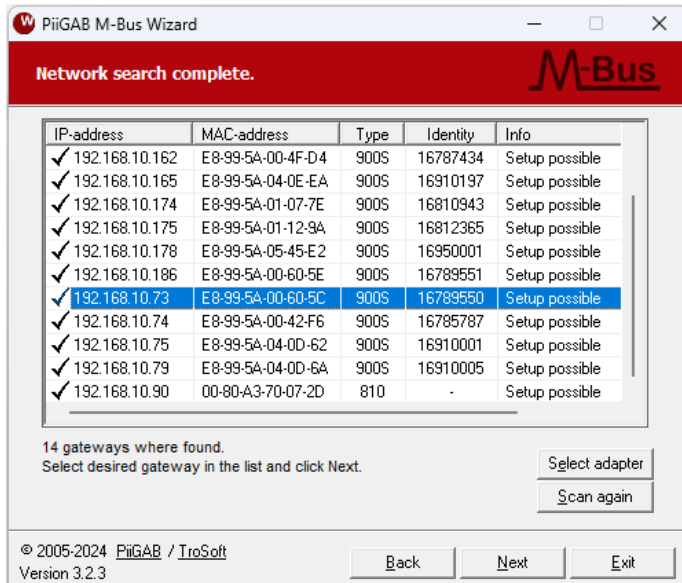 PiiGAB M-Bus Wizard
Network search complete.
M-Bus
IP-address MAC-address Type Identity Info
192.168.10.162 E8-99-5A-00-4F-D4 900S 16787434 Setup possible
192.168.10.165 E8-99-5A-04-0E-EA 900S 16910197 Setup possible
192.168.10.174 E8-99-5A-01-07-7E 900S 16810943 Setup possible
192.168.10.175 E8-99-5A-01-12-9A 900S 16812365 Setup possible
192.168.10.178 E8-99-5A-05-45-E2 900S 16950001 Setup possible
192.168.10.186 E8-99-5A-00-60-5E 900S 16789551 Setup possible
192.168.10.73 E8-99-5A-00-60-5C 900S 16789550 Setup possible
192.168.10.74 E8-99-5A-00-42-F6 900S 16785787 Setup possible
192.168.10.75 E8-99-5A-04-0D-62 900S 16910001 Setup possible
192.168.10.79 E8-99-5A-04-0D-6A 900S 16910005 Setup possible
192.168.10.90 00-80-A3-70-07-2D 810 - Setup possible
14 gateways where found.
Select desired gateway in the list and click Next.
Select adapter
Scan again
© 2005-2024 PiiGAB / TroSoft
Version 3.2.3
Back Next Exit